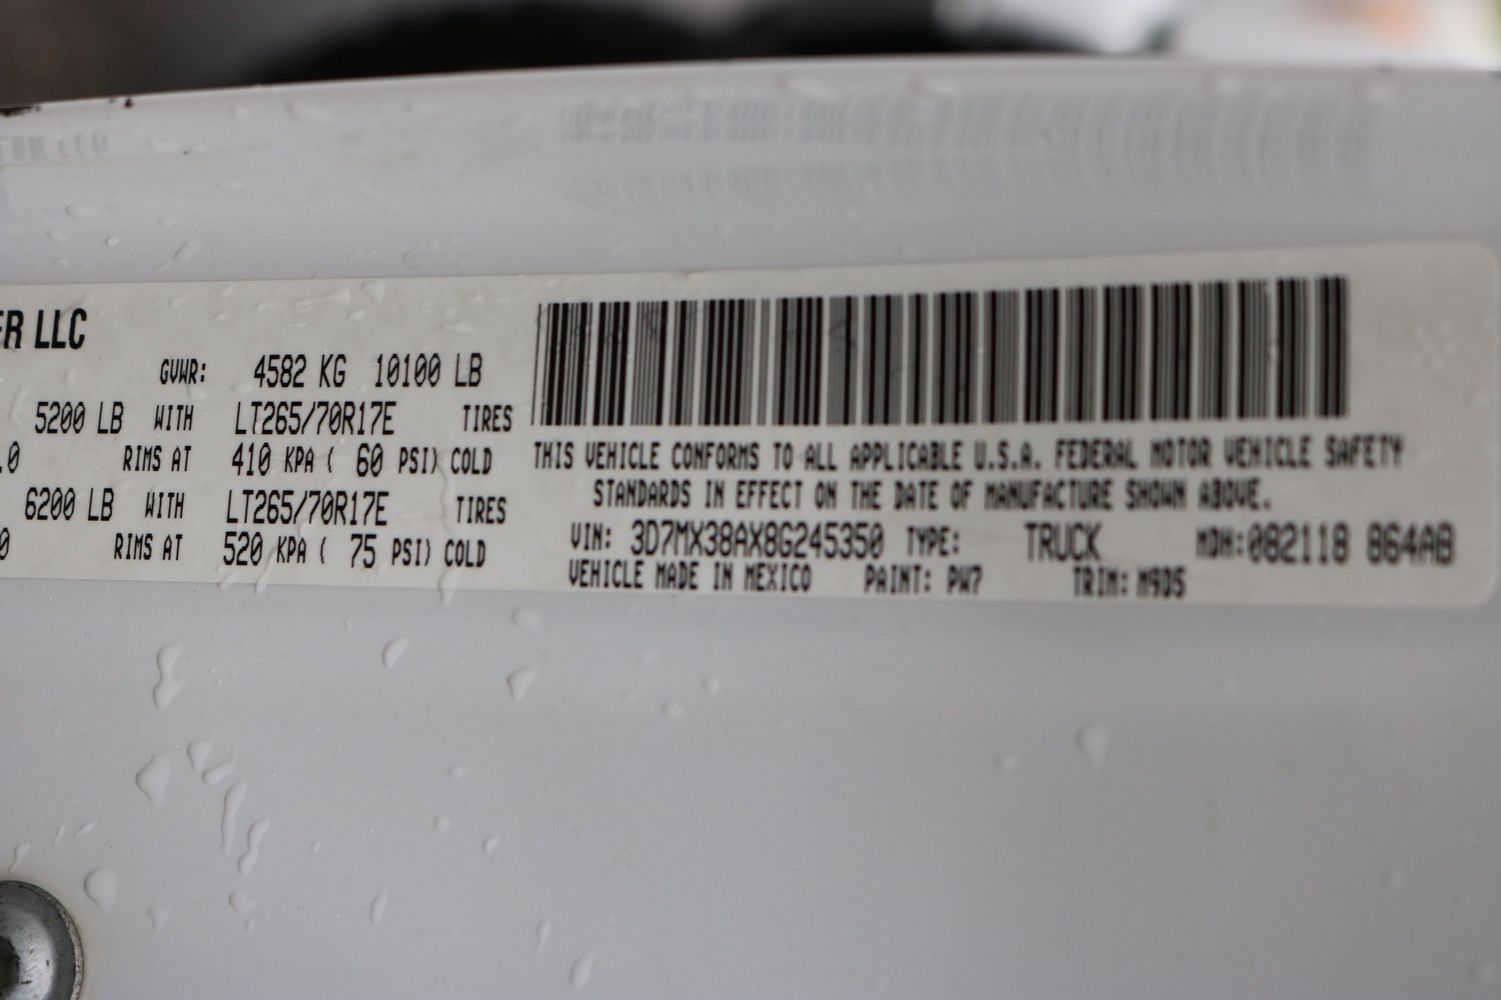 ER LLC
GVWR: 4582 KG 10100 LB
5200 LB WITH LT265/70R17E TIRES
.0 RIMS AT 410 KPA ( 60 PSI) COLD
6200 LB WITH LT265/70R17E TIRES
0 RIMS AT 520 KPA ( 75 PSI) COLD
THIS VEHICLE CONFORMS TO ALL APPLICABLE U.S.A. FEDERAL MOTOR VEHICLE SAFETY
STANDARDS IN EFFECT ON THE DATE OF MANUFACTURE SHOWN ABOVE.
VIN: 3D7MX38AX8G245350 TYPE: TRUCK MDH:082118 864AB
VEHICLE MADE IN MEXICO PAINT: PW7 TRIM: M9D5